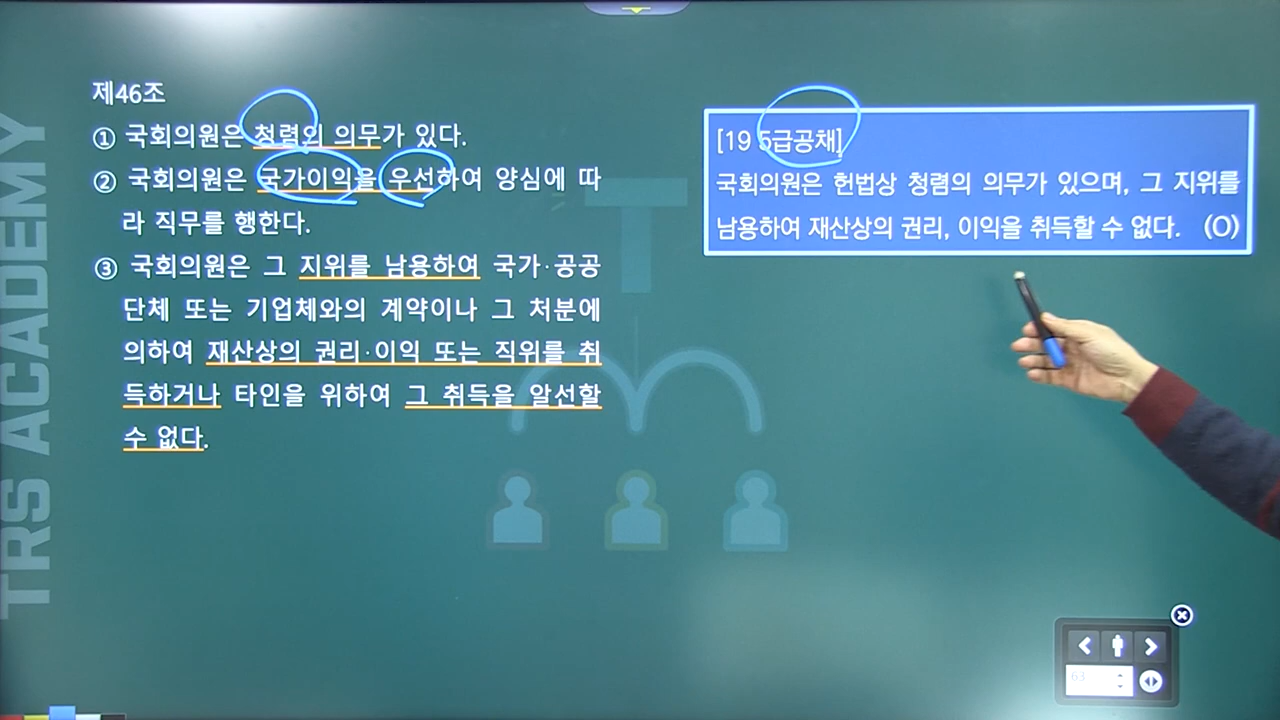 TRS ACADEMY
제46조
① 국회의원은 청렴의 의무가 있다.
② 국회의원은 국가이익을 우선하여 양심에 따
라 직무를 행한다.
③ 국회의원은 그 지위를 남용하여 국가·공공
단체 또는 기업체와의 계약이나 그 처분에
의하여 재산상의 권리·이익 또는 직위를 취
득하거나 타인을 위하여 그 취득을 알선할
수 없다.
[19 5급공채]
국회의원은 헌법상 청렴의 의무가 있으며, 그 지위를
남용하여 재산상의 권리, 이익을 취득할 수 없다. (O)
63